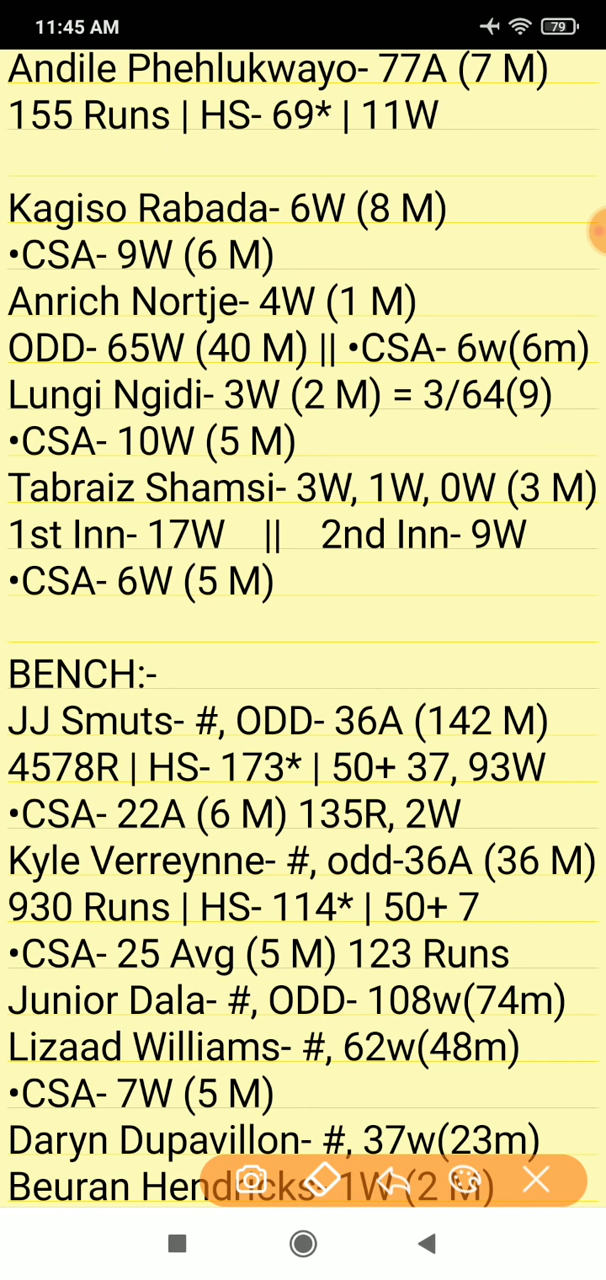 11:45 AM
79
Andile Phehlukwayo- 77A (7 M)
155 Runs | HS- 69* | 11W
Kagiso Rabada- 6W (8 M)
•CSA- 9W (6 M)
Anrich Nortje- 4W (1 M)
ODD- 65W (40 M) || •CSA- 6w(6m)
Lungi Ngidi- 3W (2 M) = 3/64(9)
•CSA- 10W (5 M)
Tabraiz Shamsi- 3W, 1W, 0W (3 M)
1st Inn- 17W || 2nd Inn- 9W
•CSA- 6W (5 M)
BENCH:-
JJ Smuts- #, ODD- 36A (142 M)
4578R | HS- 173* | 50+ 37, 93W
•CSA- 22A (6 M) 135R, 2W
Kyle Verreynne- #, odd-36A (36 M)
930 Runs | HS- 114* | 50+ 7
•CSA- 25 Avg (5 M) 123 Runs
Junior Dala- #, ODD- 108w(74m)
Lizaad Williams- #, 62w(48m)
•CSA- 7W (5 M)
Daryn Dupavillon- #, 37w(23m)
Beuran Hendricks- 1W (2 M)